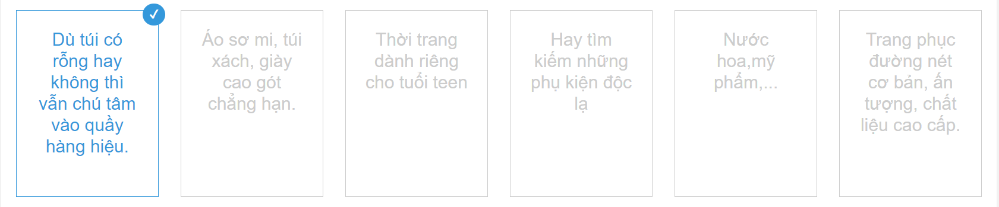 Dù túi có
rỗng hay
không thì
vẫn chú tâm
vào quầy
hàng hiệu.
Áo sơ mi, túi
xách, giày
cao gót
chẳng hạn.
Thời trang
dành riêng
cho tuổi teen
Hay tìm
kiếm những
phụ kiện độc
lạ
Nước
hoa,mỹ
phẩm,...
Trang phục
đường nét
cơ bản, ấn
tượng, chất
liệu cao cấp.